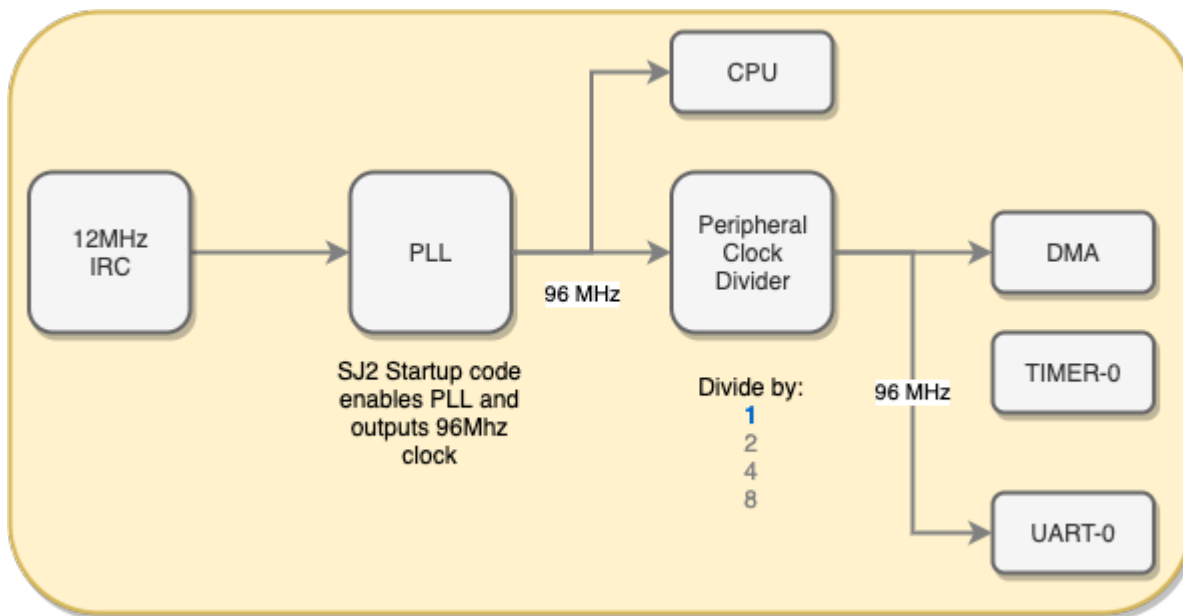 CPU
12MHz
IRC
PLL
96 MHz
Peripheral
Clock
Divider
DMA
TIMER-0
96 MHz
UART-0
SJ2 Startup code
enables PLL and
outputs 96Mhz
clock
Divide by:
1
2
4
8